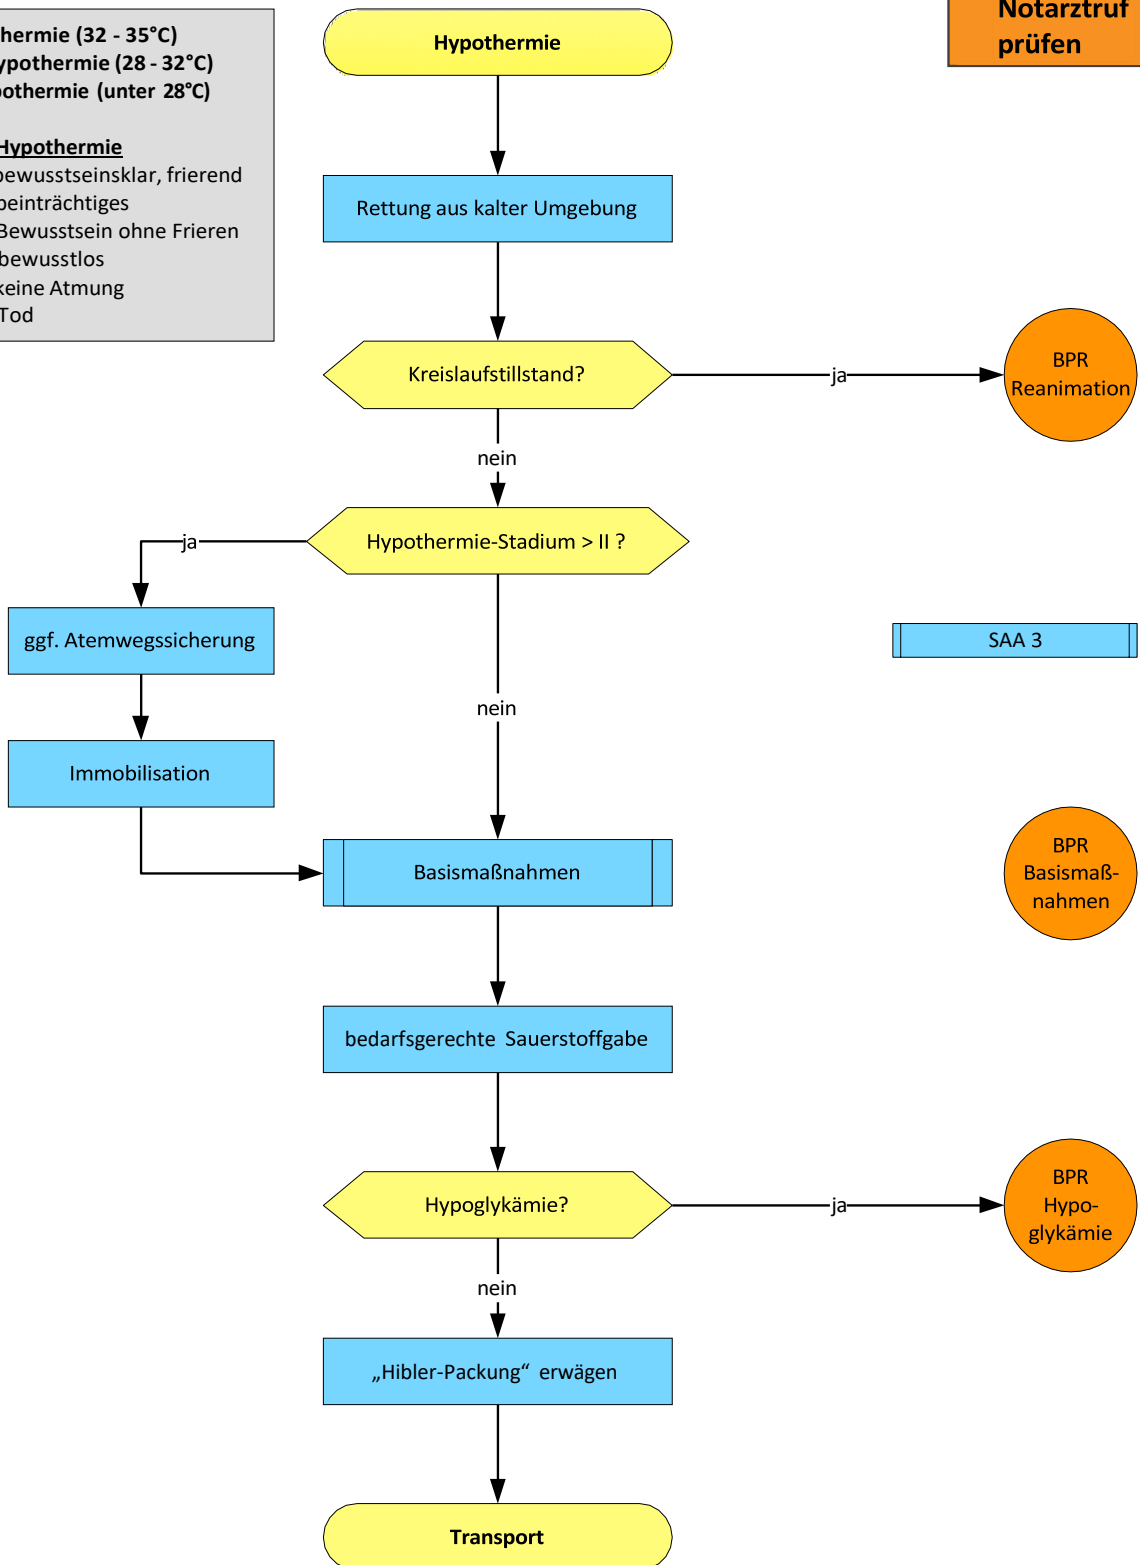 hermie (32 - 35°C)
ypothermie (28 - 32°C)
othermie (unter 28°C)
Hypothermie
bewusstseinsklar, frierend
beinträchtiges
Bewusstsein ohne Frieren
bewusstlos
keine Atmung
Tod
Hypothermie
Notarztruf
prüfen
Rettung aus kalter Umgebung
Kreislaufstillstand?
ja
BPR
Reanimation
nein
Hypothermie-Stadium > II ?
ja
ggf. Atemwegssicherung
SAA 3
nein
Immobilisation
Basismaßnahmen
BPR
Basismaß-
nahmen
bedarfsgerechte Sauerstoffgabe
Hypoglykämie?
ja
BPR
Hypo-
glykämie
nein
„Hibler-Packung“ erwägen
Transport